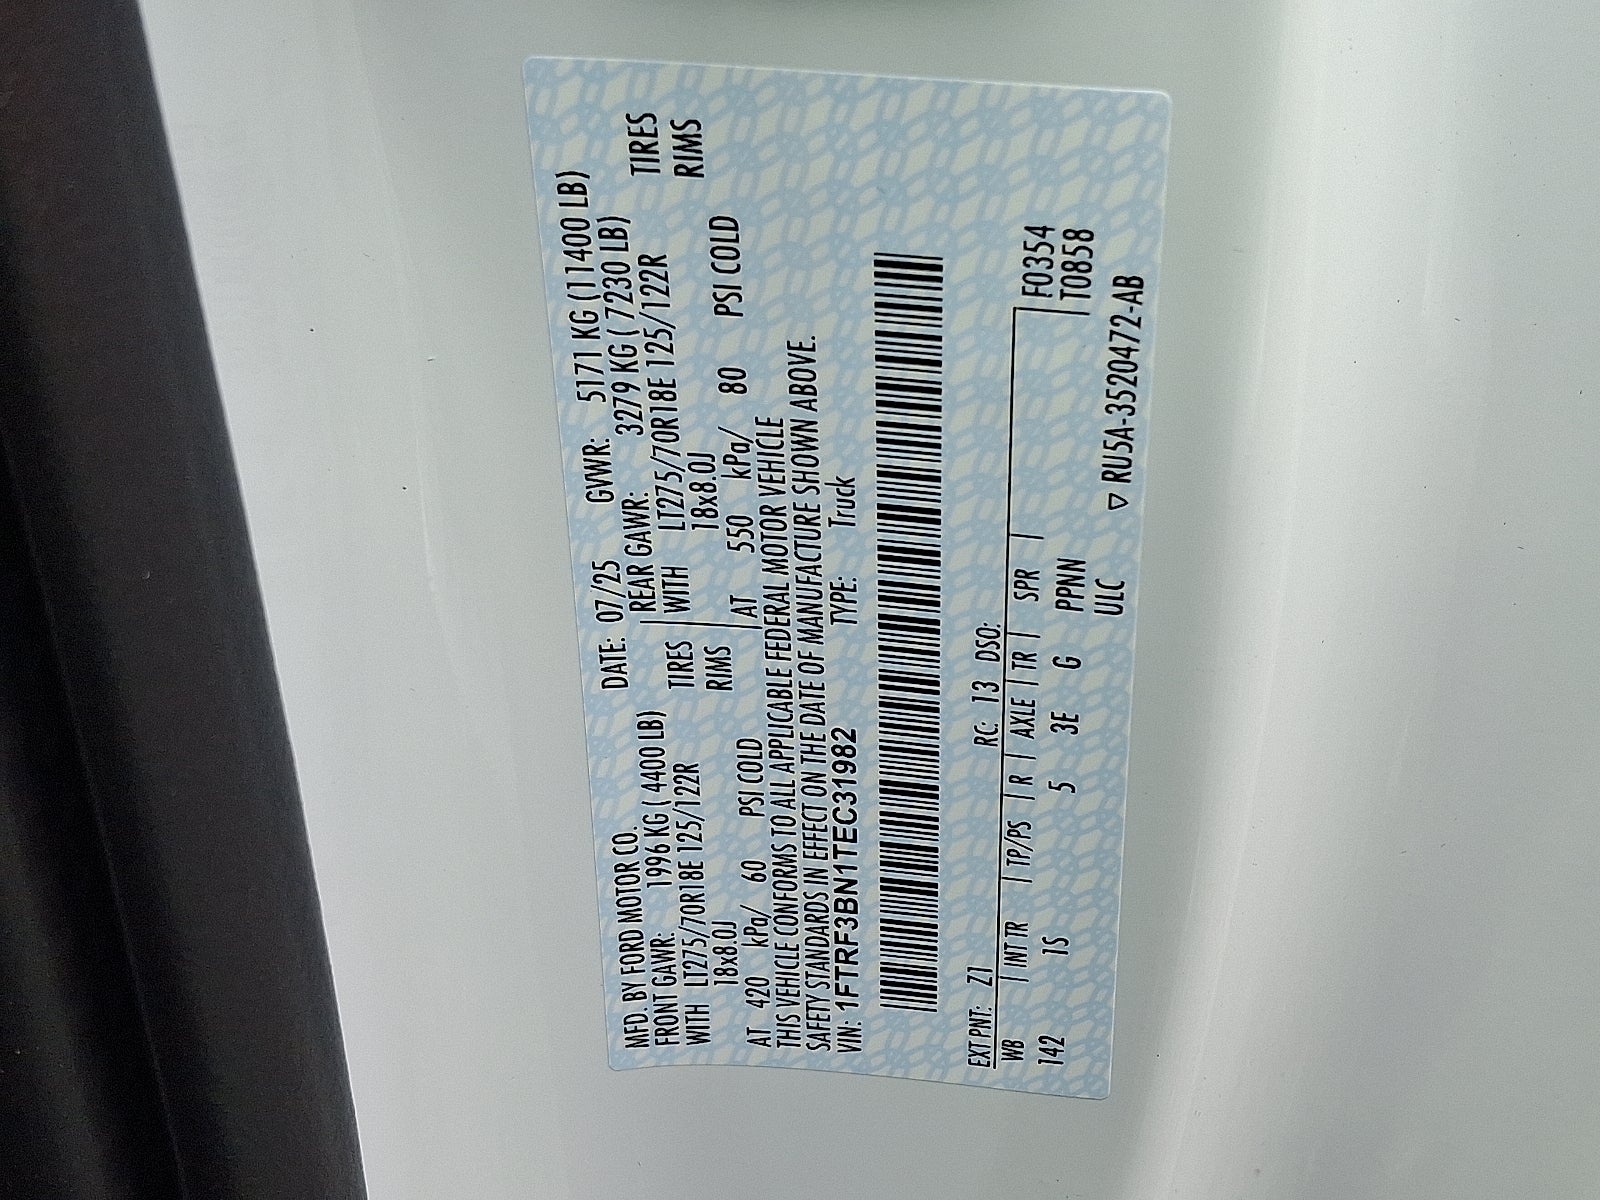 MFD. BY FORD MOTOR CO. DATE: 07/25 GVWR: 5171 KG (11400 LB)
FRONT GAWR: 1996 KG ( 4400 LB) REAR GAWR: 3279 KG ( 7230 LB)
WITH LT275/70R18E 125/122R TIRES WITH LT275/70R18E 125/122R TIRES
18x8.0J RIMS 18x8.0J RIMS
AT 420 kPa/ 60 PSI COLD AT 550 kPa/ 80 PSI COLD
THIS VEHICLE CONFORMS TO ALL APPLICABLE FEDERAL MOTOR VEHICLE
SAFETY STANDARDS IN EFFECT ON THE DATE OF MANUFACTURE SHOWN ABOVE.
VIN: 1FTRF3BN1TEC31982 TYPE: Truck
EXT PNT: Z1 RC: 13 DSO:
WB INT TR TP/PS R AXLE TR SPR F0354
142 1S 5 3E G PPNN T0858
ULC ▽ RU5A-3520472-AB